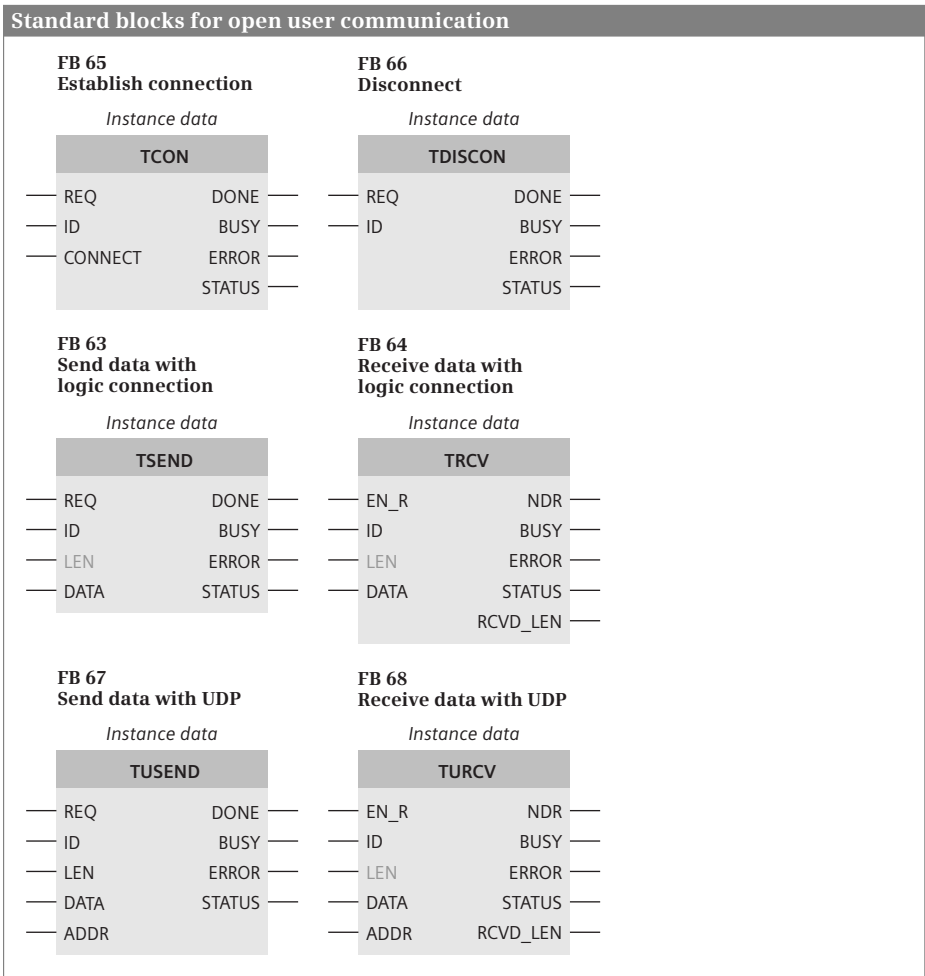 Standard blocks for open user communication
FB 65
Establish connection
Instance data
TCON
REQ DONE
ID BUSY
CONNECT ERROR
STATUS
FB 66
Disconnect
Instance data
TDISCON
REQ DONE
ID BUSY
ERROR
STATUS
FB 63
Send data with
logic connection
Instance data
TSEND
REQ DONE
ID BUSY
LEN ERROR
DATA STATUS
FB 64
Receive data with
logic connection
Instance data
TRCV
EN_R NDR
ID BUSY
LEN ERROR
DATA STATUS
RCVD_LEN
FB 67
Send data with UDP
Instance data
TUSEND
REQ DONE
ID BUSY
LEN ERROR
DATA STATUS
ADDR
FB 68
Receive data with UDP
Instance data
TURCV
EN_R NDR
ID BUSY
LEN ERROR
DATA STATUS
ADDR RCVD_LEN